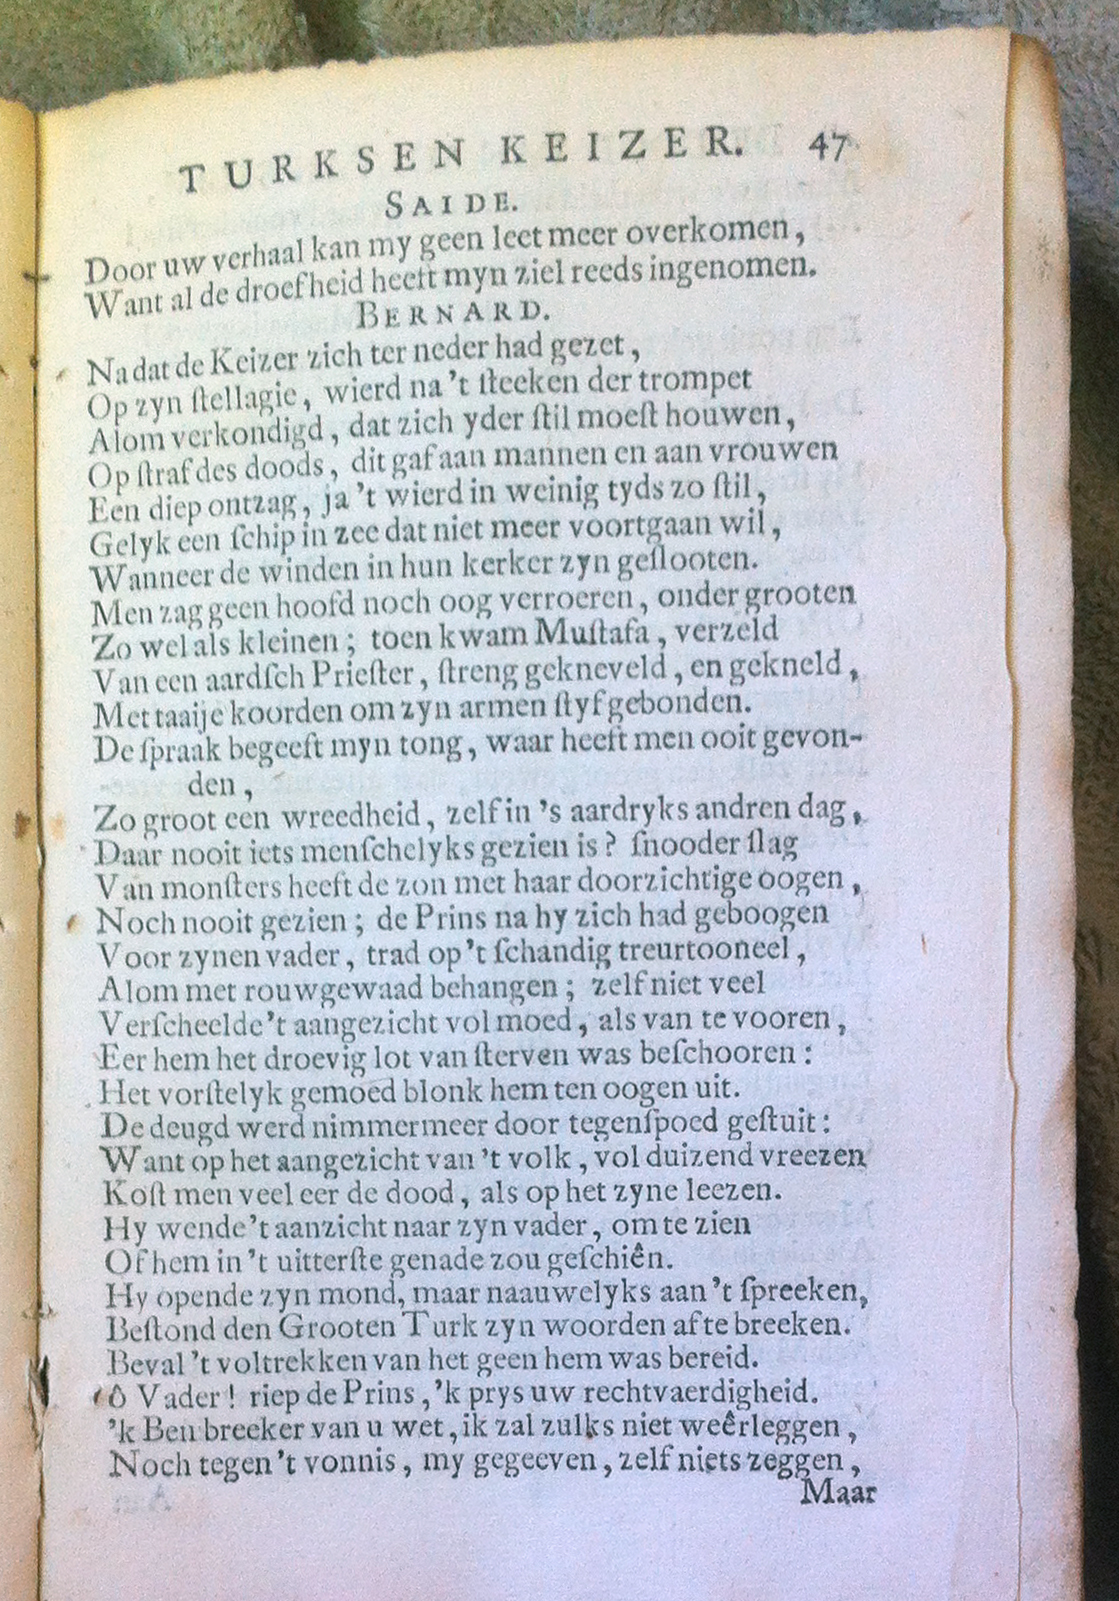 TURKSEN KEIZER. 47
SAIDE.
Door uw verhaal kan my geen leet meer overkomen,
Want al de droefheid heeft myn ziel reeds ingenomen.
BERNARD.
Na dat de Keizer zich ter neder had gezet,
Op zyn ſtellagie, wierd na 't ſteeken der trompet
Alom verkondigd, dat zich yder ſtil moeſt houwen,
Op ſtraf des doods, dit gaf aan mannen en aan vrouwen
Een diep ontzag, ja 't wierd in weinig tyds zo ſtil,
Gelyk een ſchip in zee dat niet meer voortgaan wil,
Wanneer de winden in hun kerker zyn geſlooten.
Men zag geen hoofd noch oog verroeren, onder grooten
Zo wel als kleinen; toen kwam Muſtafa, verzeld
Van een aardſch Prieſter, ſtreng gekneveld, en gekneld,
Met taaije koorden om zyn armen ſtyf gebonden.
De ſpraak begeeft myn tong, waar heeft men ooit gevon-
den,
Zo groot een wreedheid, zelf in 's aardryks andren dag,
Daar nooit iets menſchelyks gezien is? ſnooder ſlag
Van monſters heeft de zon met haar doorzichtige oogen,
Noch nooit gezien; de Prins na hy zich had geboogen
Voor zynen vader, trad op 't ſchandig treurtooneel,
Alom met rouwgewaad behangen; zelf niet veel
Verſcheelde 't aangezicht vol moed, als van te vooren,
Eer hem het droevig lot van ſterven was beſchooren:
Het vorſtelyk gemoed blonk hem ten oogen uit.
De deugd werd nimmermeer door tegenſpoed geſtuit:
Want op het aangezicht van 't volk, vol duizend vreezen
Koſt men veel eer de dood, als op het zyne leezen.
Hy wende 't aanzicht naar zyn vader, om te zien
Of hem in 't uitterſte genade zou geſchiên.
Hy opende zyn mond, maar naauwelyks aan 't ſpreeken,
Beſtond den Grooten Turk zyn woorden af te breeken.
Beval 't voltrekken van het geen hem was bereid.
ô Vader! riep de Prins, 'k prys uw rechtvaerdigheid.
'k Ben breeker van u wet, ik zal zulks niet weêrleggen,
Noch tegen 't vonnis, my gegeeven, zelf niets zeggen,
Maar